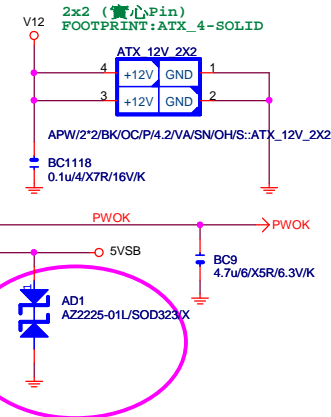 2x2 (實心Pin)
FOOTPRINT:ATX_4-SOLID
V12
ATX_12V_2X2
4 +12V GND 1
3 +12V GND 2
APW/2*2/BK/OC/P/4.2/VA/SN/OH/S::ATX_12V_2X2
BC1118
0.1u/4/X7R/16V/K
PWOK
PWOK
5VSB
BC9
4.7u/6/X5R/6.3V/K
AD1
AZ2225-01L/SOD323/X